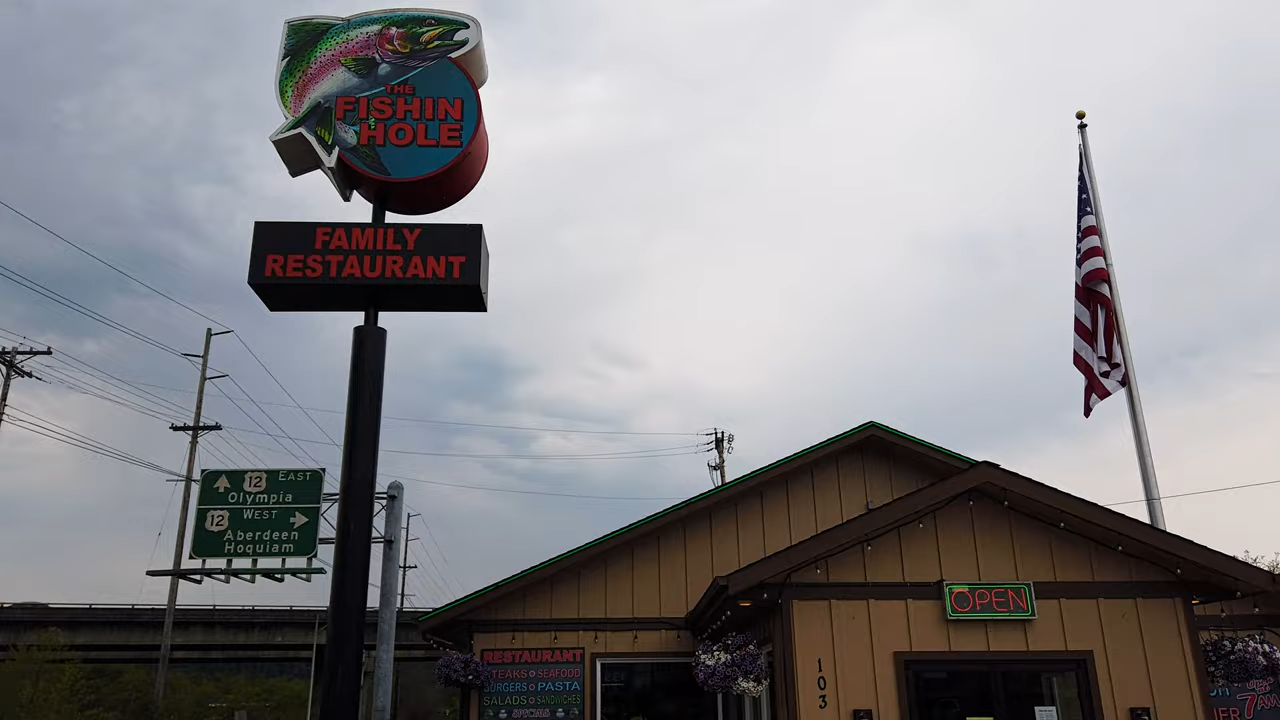 THE
FISHIN
HOLE
FAMILY
RESTAURANT
12 EAST
Olympia
12 WEST
Aberdeen
Hoquiam
OPEN
RESTAURANT
STEAKS SEAFOOD
BURGERS PASTA
SALADS SANDWICHES
SPECIALS
103
7AM